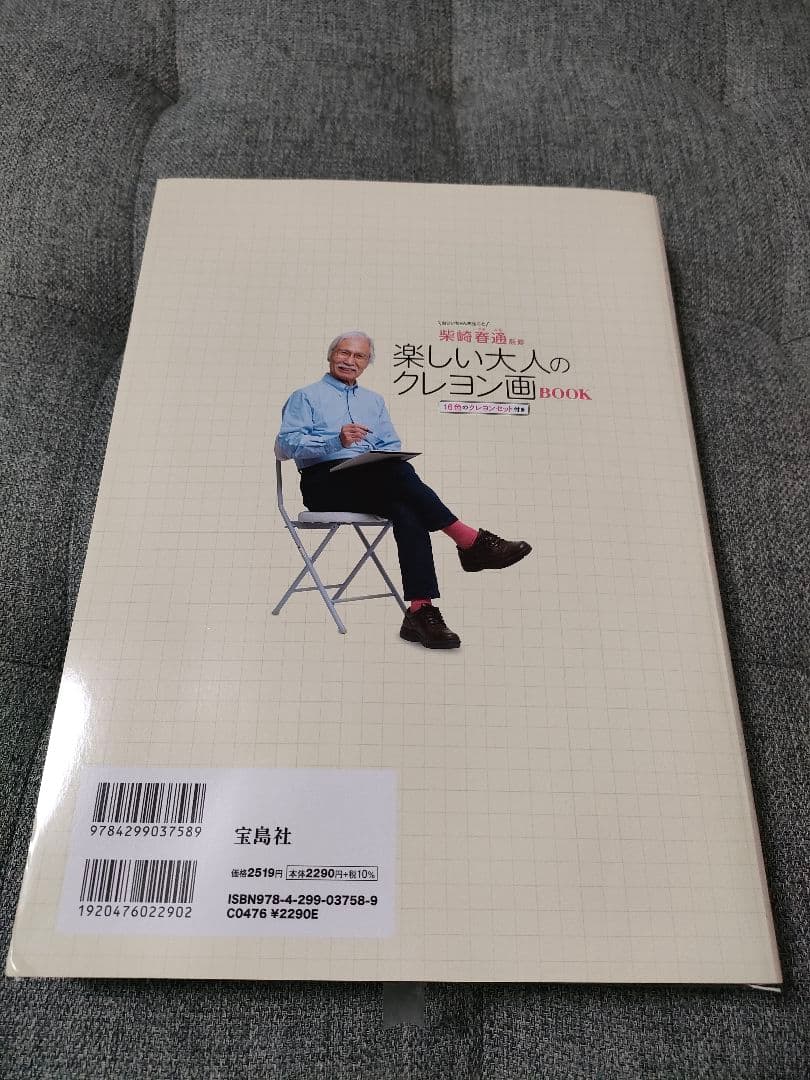 柴崎春通監修
楽しい大人の
クレヨン画BOOK
16色のクレヨンセット付き
9784299037589
宝島社
価格2519円 本体2290円+税10%
1920476022902
ISBN978-4-299-03758-9
C0476 ¥2290E